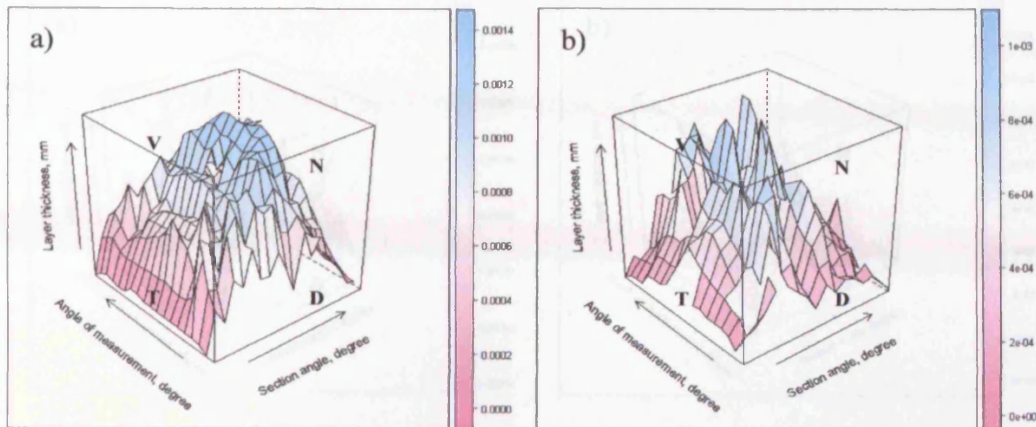 a)
V
N
T
D
Layer thickness, mm
Angle of measurement, degree
Section angle, degree
0.0014
0.0012
0.0010
0.0008
0.0006
0.0004
0.0002
0.0000
b)
V
N
T
D
Layer thickness, mm
Angle of measurement, degree
Section angle, degree
1e-03
8e-04
6e-04
4e-04
2e-04
0e+00